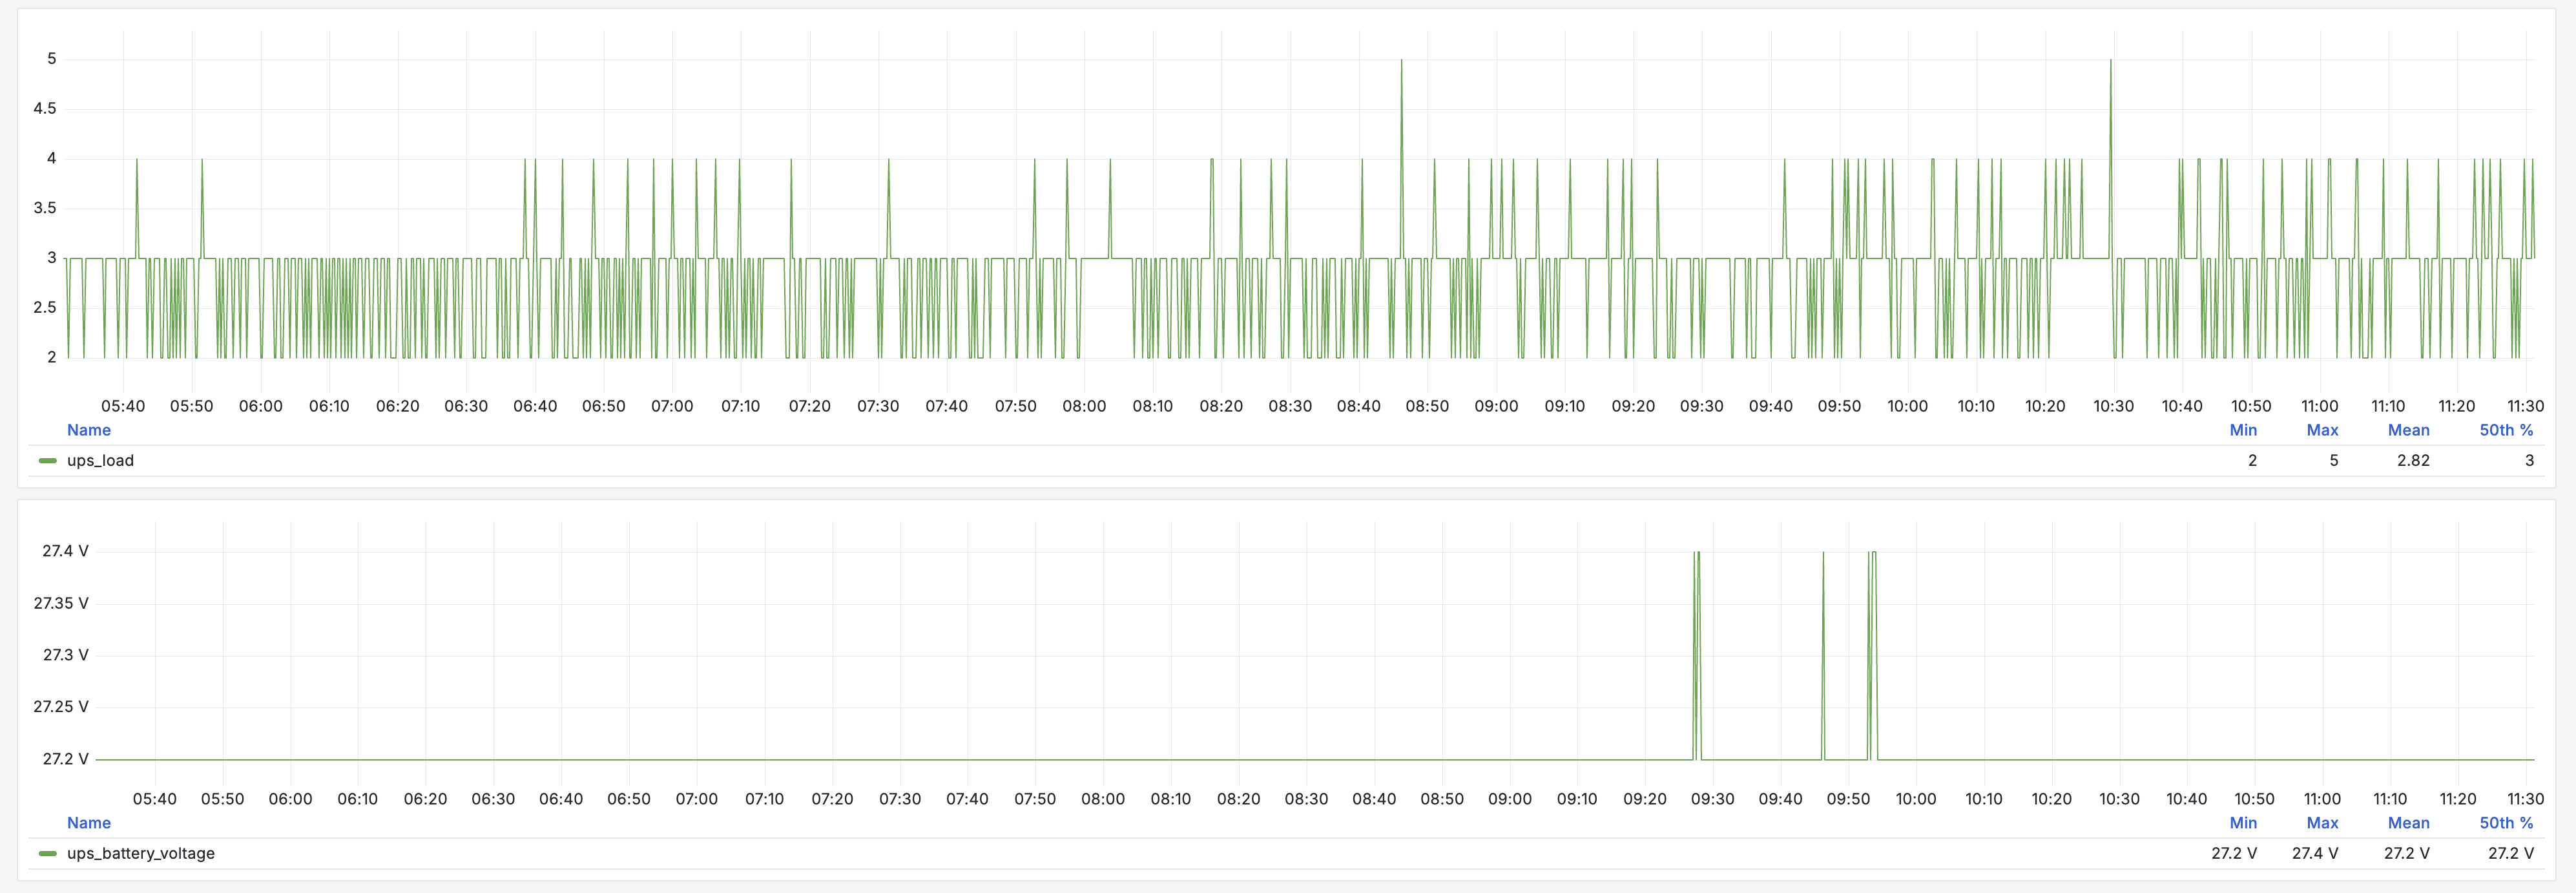 5
4.5
4
3.5
3
2.5
2
05:40 05:50 06:00 06:10 06:20 06:30 06:40 06:50 07:00 07:10 07:20 07:30 07:40 07:50 08:00 08:10 08:20 08:30 08:40 08:50 09:00 09:10 09:20 09:30 09:40 09:50 10:00 10:10 10:20 10:30 10:40 10:50 11:00 11:10 11:20 11:30
Name Min Max Mean 50th %
ups_load 2 5 2.82 3
27.4 V
27.35 V
27.3 V
27.25 V
27.2 V
05:40 05:50 06:00 06:10 06:20 06:30 06:40 06:50 07:00 07:10 07:20 07:30 07:40 07:50 08:00 08:10 08:20 08:30 08:40 08:50 09:00 09:10 09:20 09:30 09:40 09:50 10:00 10:10 10:20 10:30 10:40 10:50 11:00 11:10 11:20 11:30
Name Min Max Mean 50th %
ups_battery_voltage 27.2 V 27.4 V 27.2 V 27.2 V